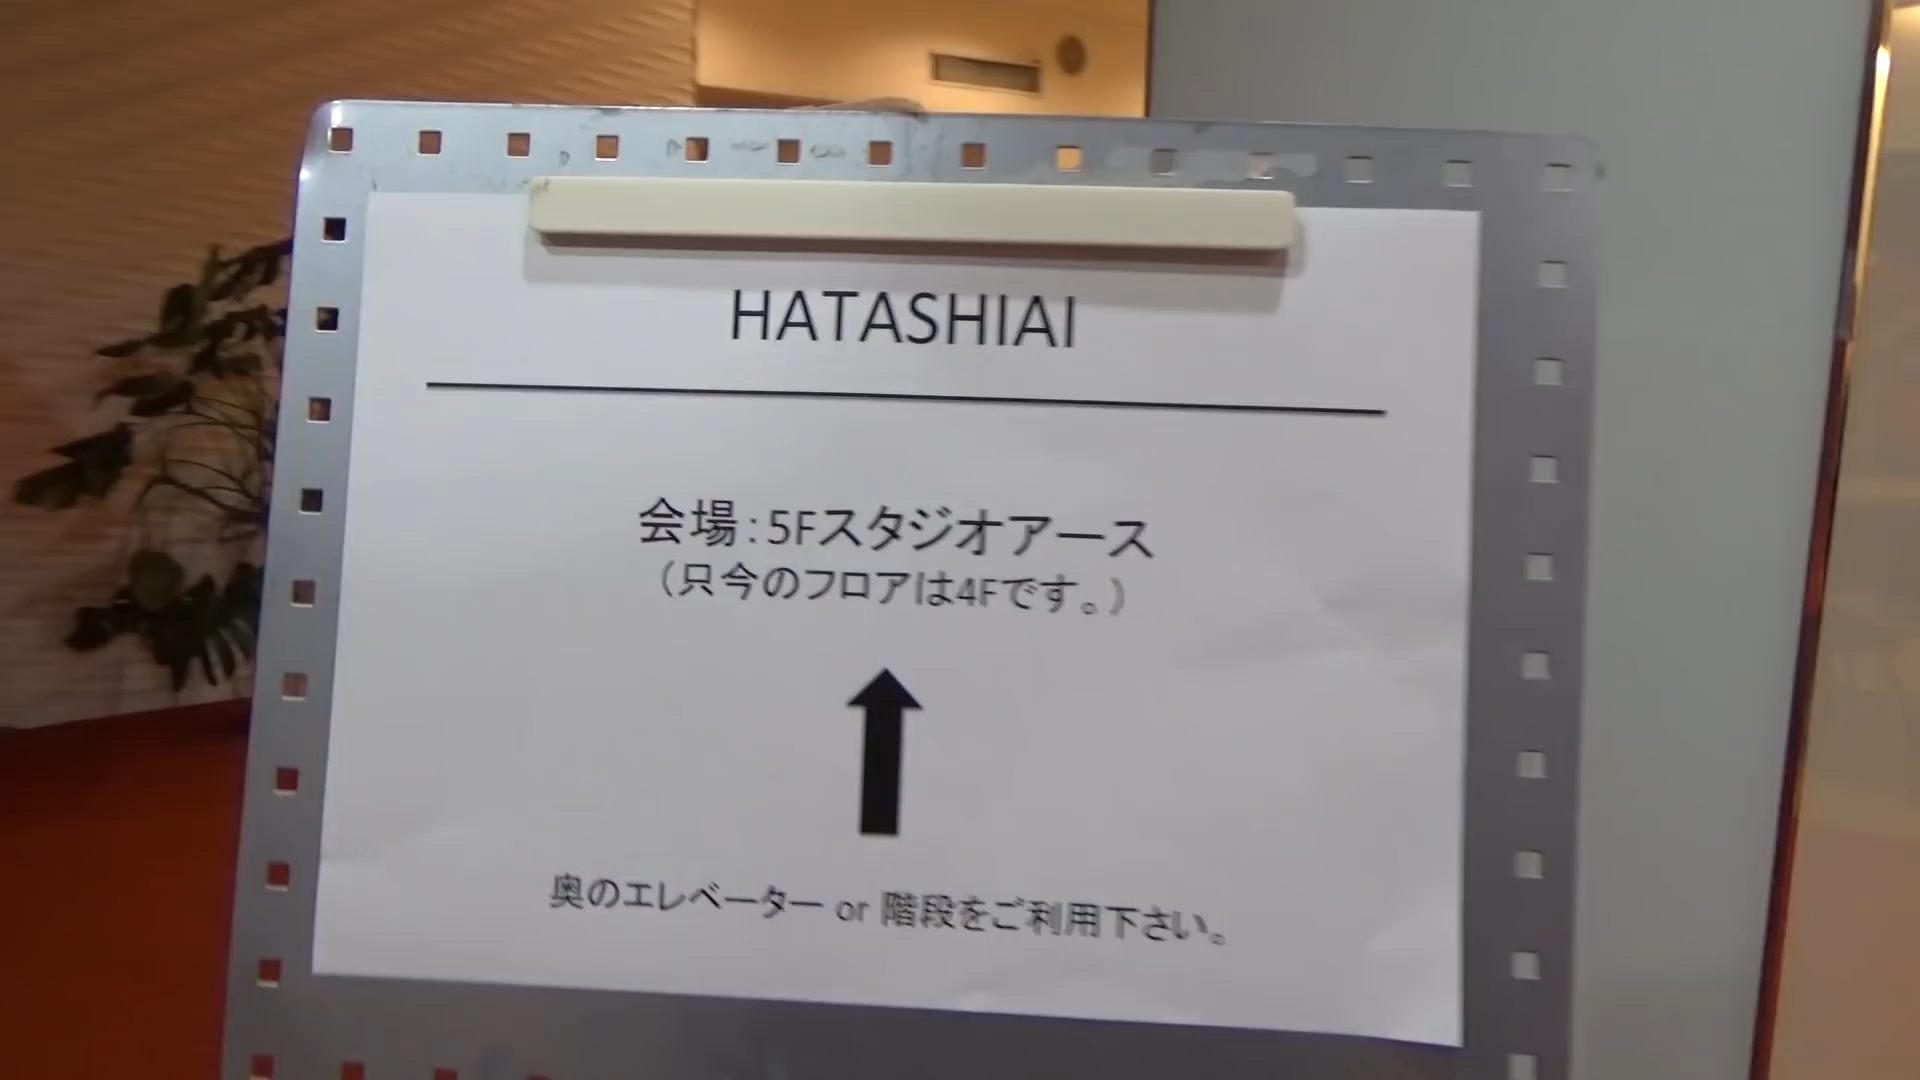 HATASHIAI
会場：5Fスタジオアース
（只今のフロアは4Fです。）
奥のエレベーター or 階段をご利用下さい。